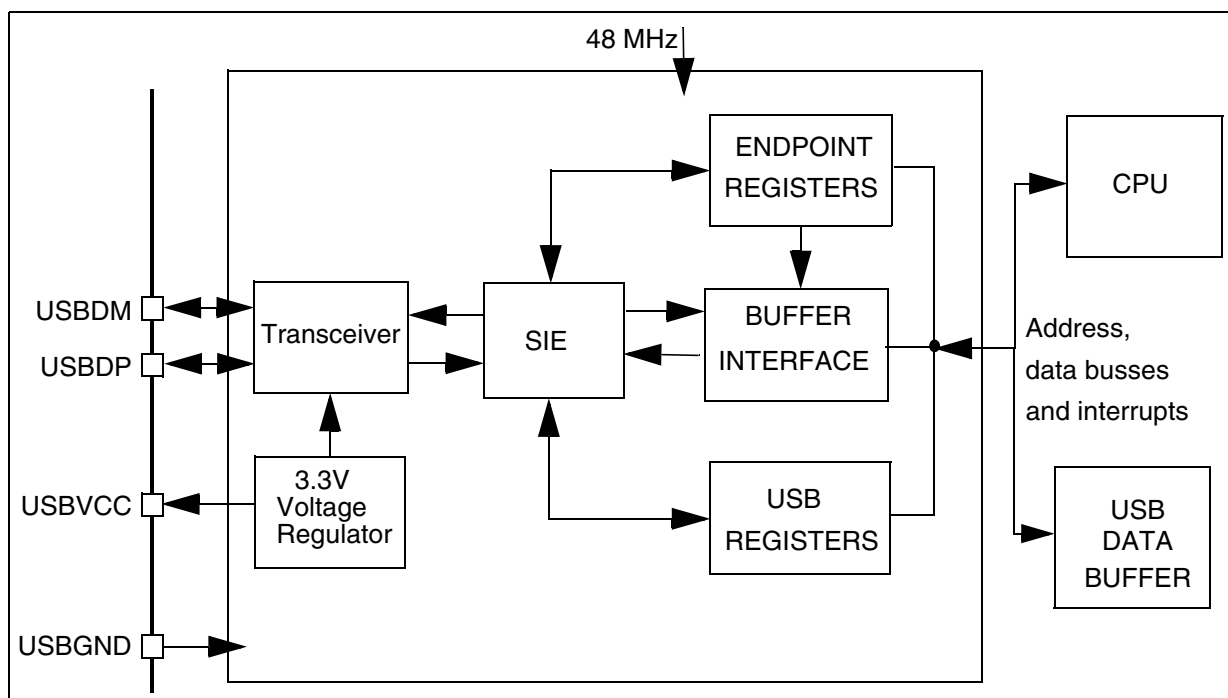 48 MHz
ENDPOINT
REGISTERS
CPU
USBDM
USBDP
Transceiver
SIE
BUFFER
INTERFACE
Address,
data busses
and interrupts
USBVCC
3.3V
Voltage
Regulator
USB
REGISTERS
USB
DATA
BUFFER
USBGND